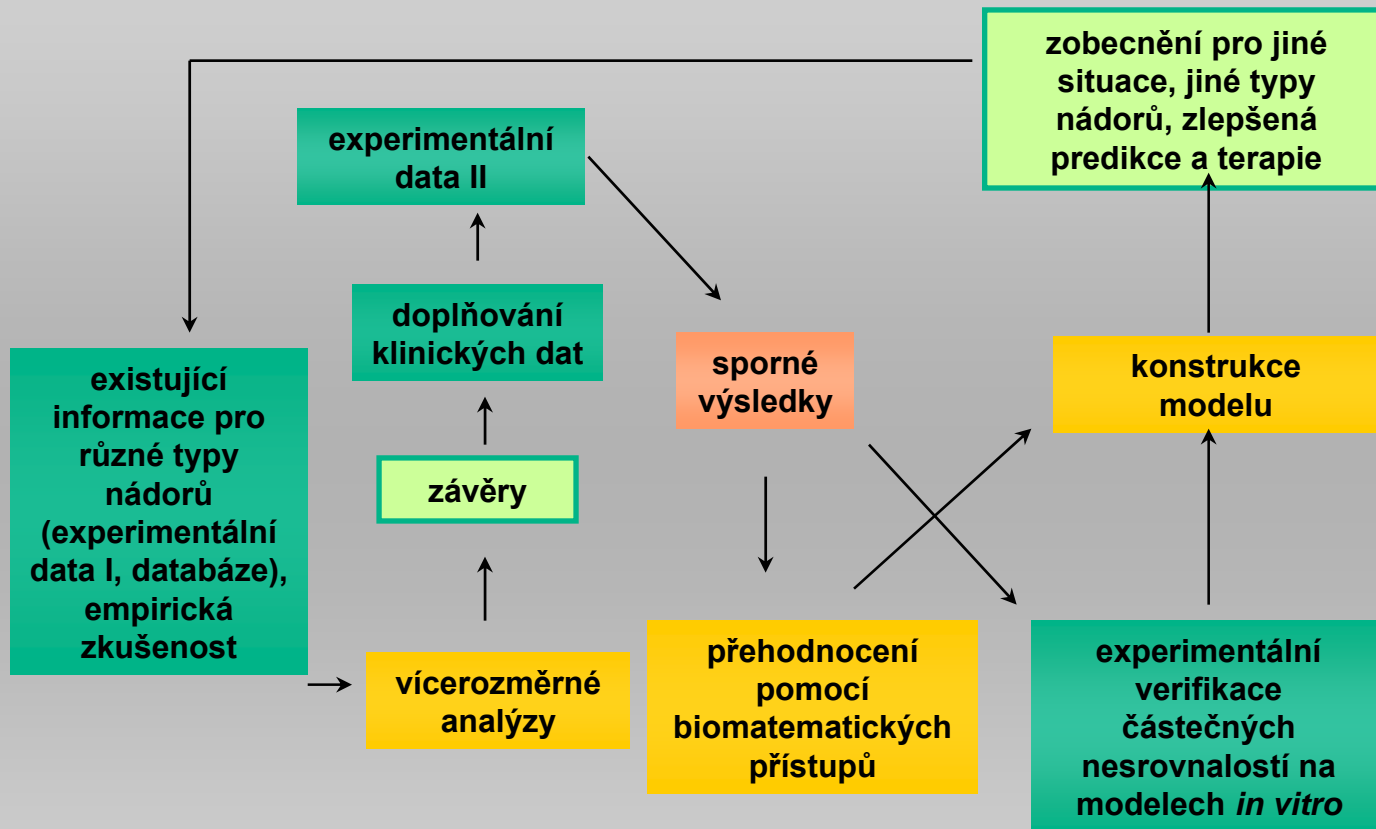 zobecnění pro jiné
situace, jiné typy
nádorů, zlepšená
predikce a terapie
experimentální
data II
doplňování
klinických dat
sporné
výsledky
konstrukce
modelu
existující
informace pro
různé typy
nádorů
(experimentální
data I, databáze),
empirická
zkušenost
závěry
vícerozměrné
analýzy
přehodnocení
pomocí
biomatematických
přístupů
experimentální
verifikace
částečných
nesrovnalostí na
modelech in vitro